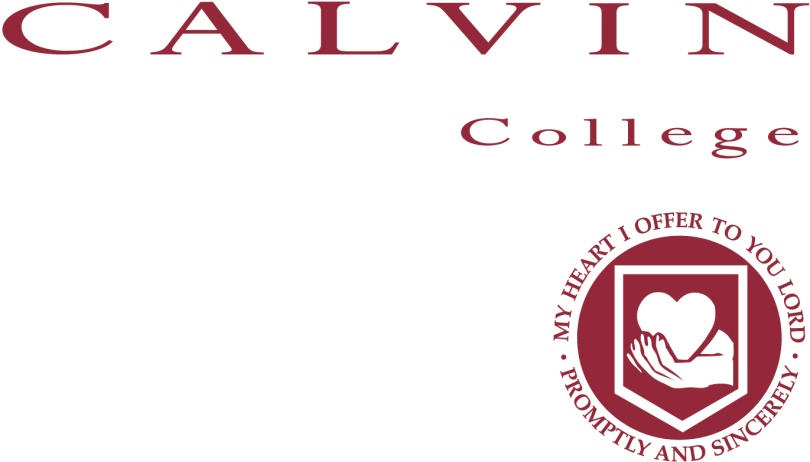 CALVIN
College
MY HEART I OFFER TO YOU LORD
· PROMPTLY AND SINCERELY ·